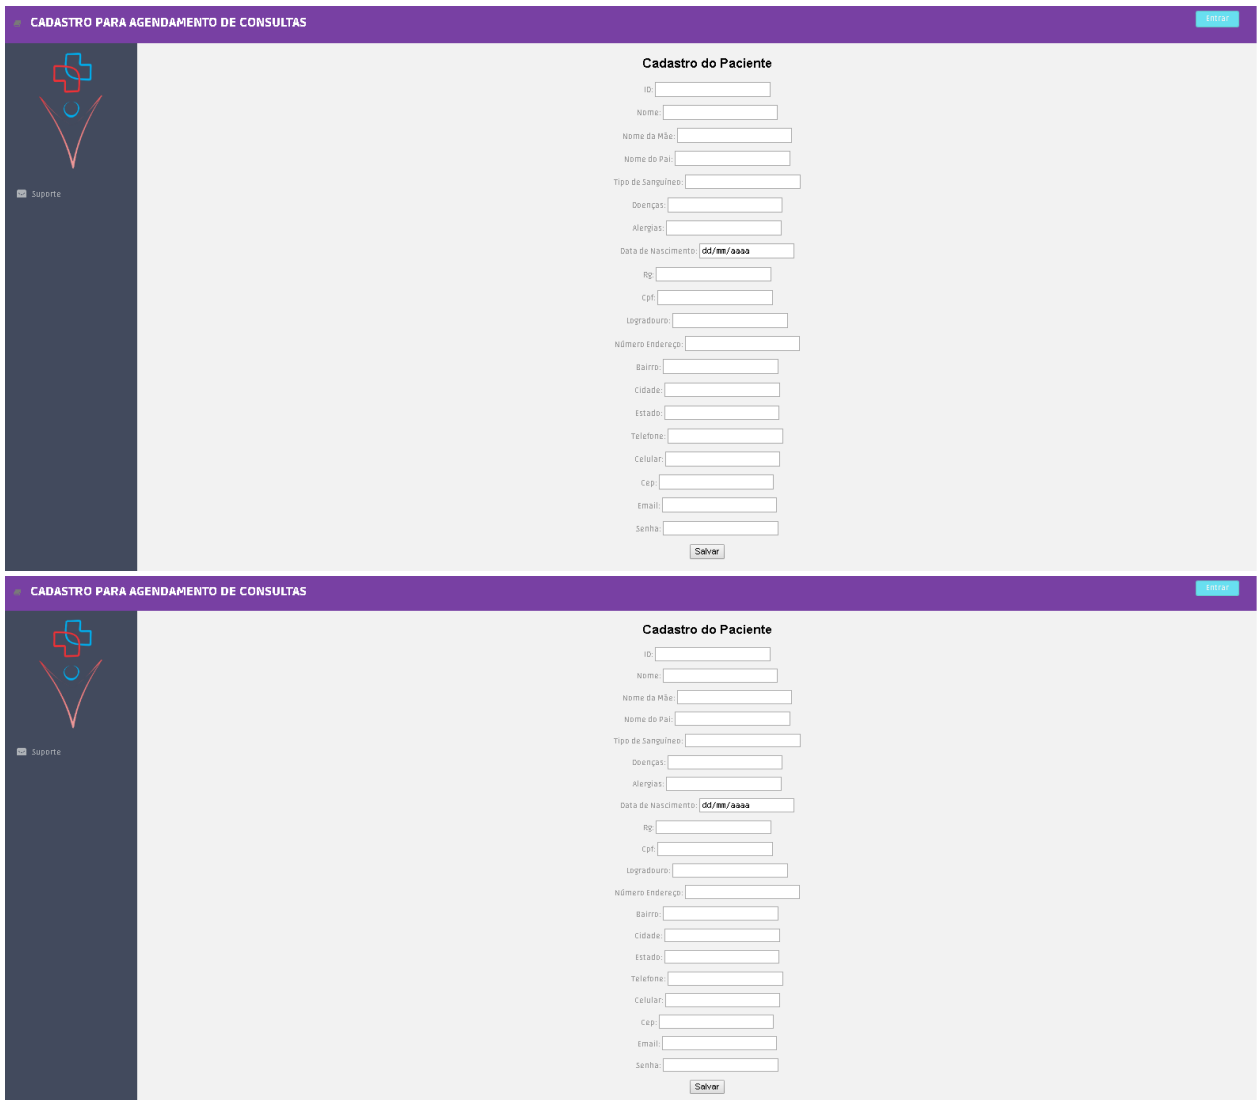 CADASTRO PARA AGENDAMENTO DE CONSULTAS
Entrar
Suporte
Cadastro do Paciente
ID:
Nome:
Nome da Mãe:
Nome do Pai:
Tipo de Sanguíneo:
Doenças:
Alergias:
Data de Nascimento: dd/mm/aaaa
Rg:
Cpf:
Logradouro:
Número Endereço:
Bairro:
Cidade:
Estado:
Telefone:
Celular:
Cep:
Email:
Senha:
Salvar
CADASTRO PARA AGENDAMENTO DE CONSULTAS
Entrar
Suporte
Cadastro do Paciente
ID:
Nome:
Nome da Mãe:
Nome do Pai:
Tipo de Sanguíneo:
Doenças:
Alergias:
Data de Nascimento: dd/mm/aaaa
Rg:
Cpf:
Logradouro:
Número Endereço:
Bairro:
Cidade:
Estado:
Telefone:
Celular:
Cep:
Email:
Senha:
Salvar